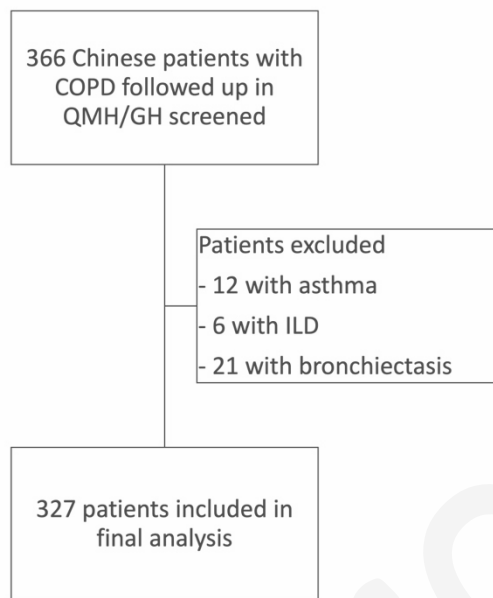 366 Chinese patients with
COPD followed up in
QMH/GH screened
Patients excluded
- 12 with asthma
- 6 with ILD
- 21 with bronchiectasis
327 patients included in
final analysis